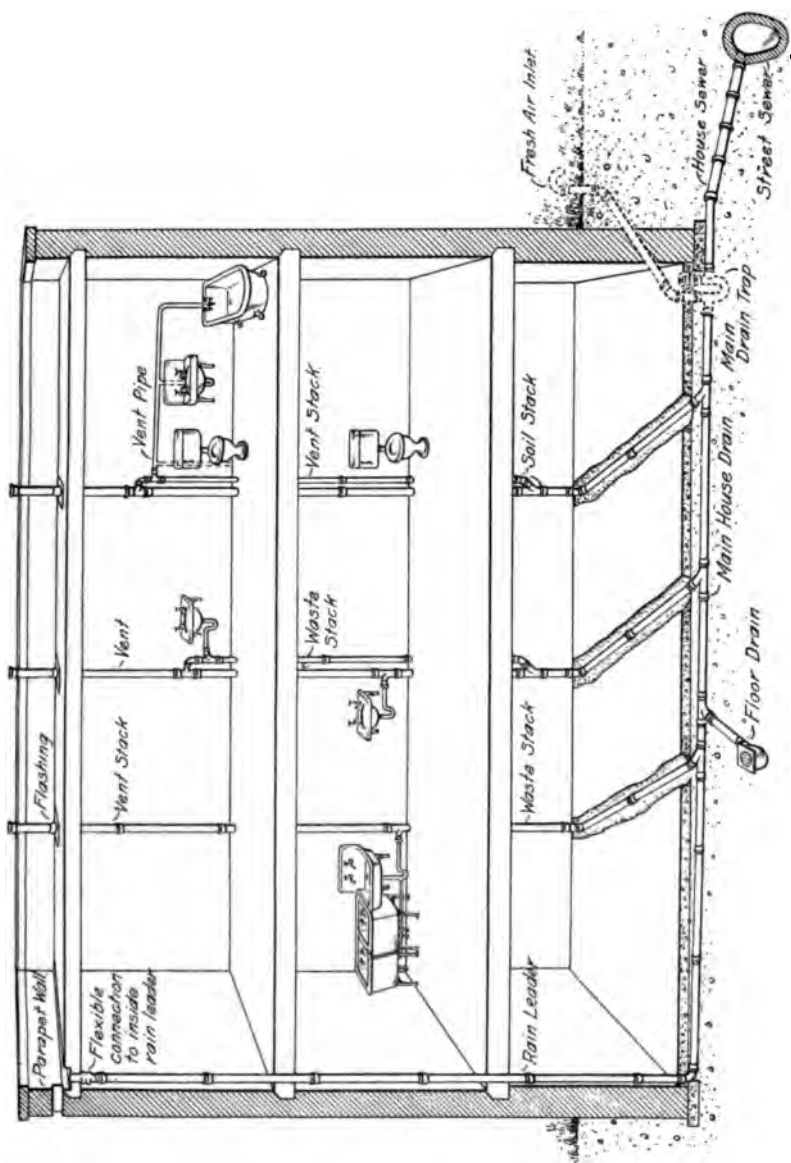 Parapet Wall
Flashing
Flexible
connection
to inside
rain leader
Vent Stack
Vent
Vent Pipe
Waste
Stack
Vent Stack
Rain Leader
Waste Stack
Soil Stack
Fresh Air Inlet
Floor Drain
Main House Drain
Main
Drain Trap
House Sewer
Street Sewer